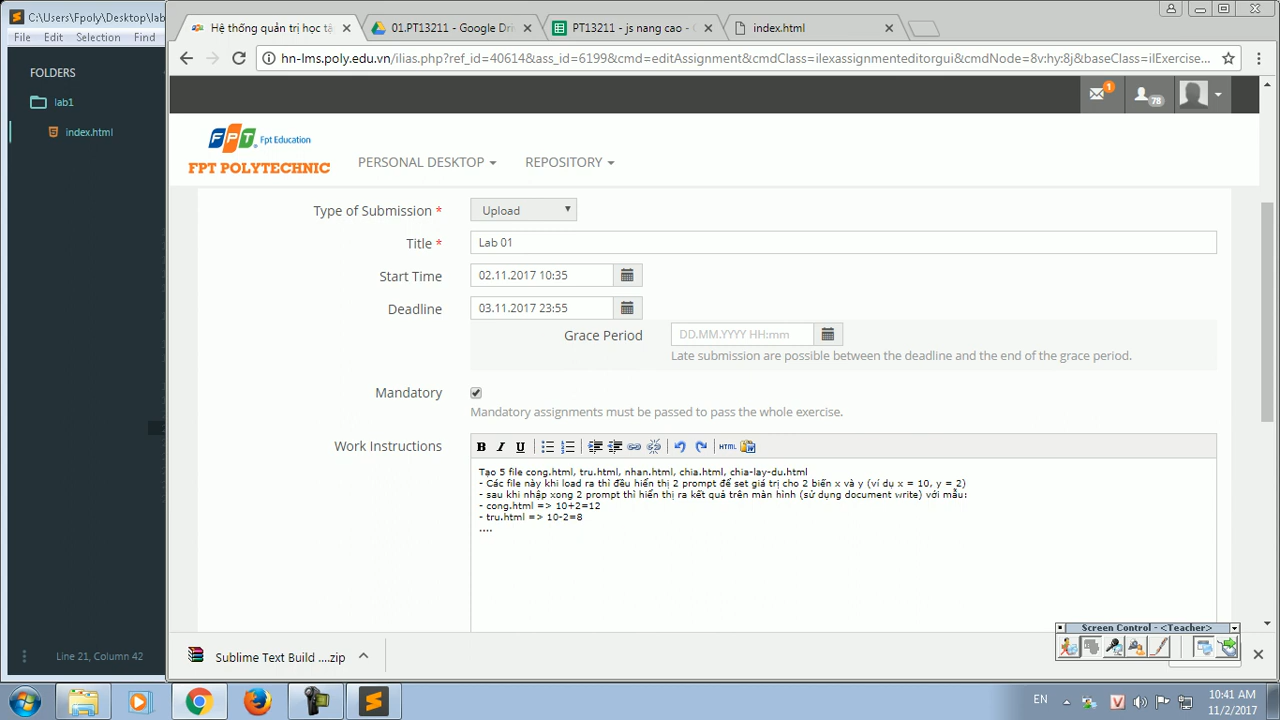 C:\Users\Fpoly\Desktop\lab
File Edit Selection Find
FOLDERS
lab1
index.html
Line 21, Column 42
Hệ thống quản trị học tậ
01.PT13211 - Google Dri
PT13211 - js nang cao - G
index.html
hn-lms.poly.edu.vn/ilias.php?ref_id=40614&ass_id=6199&cmd=editAssignment&cmdClass=ilexassignmenteditorgui&cmdNode=8v:hy:8j&baseClass=ilExercise...
1
78
FPT Fpt Education
FPT POLYTECHNIC
PERSONAL DESKTOP
REPOSITORY
Type of Submission *
Upload
Title *
Lab 01
Start Time
02.11.2017 10:35
Deadline
03.11.2017 23:55
Grace Period
DD.MM.YYYY HH:mm
Late submission are possible between the deadline and the end of the grace period.
Mandatory
Mandatory assignments must be passed to pass the whole exercise.
Work Instructions
B I U HTML
Tạo 5 file cong.html, tru.html, nhan.html, chia.html, chia-lay-du.html
- Các file này khi load ra thì đều hiển thị 2 prompt để set giá trị cho 2 biến x và y (ví dụ x = 10, y = 2)
- sau khi nhập xong 2 prompt thì hiển thị ra kết quả trên màn hình (sử dụng document write) với mẫu:
- cong.html => 10+2=12
- tru.html => 10-2=8
....
Screen Control - <Teacher>
Sublime Text Build ....zip
EN
V
10:41 AM
11/2/2017